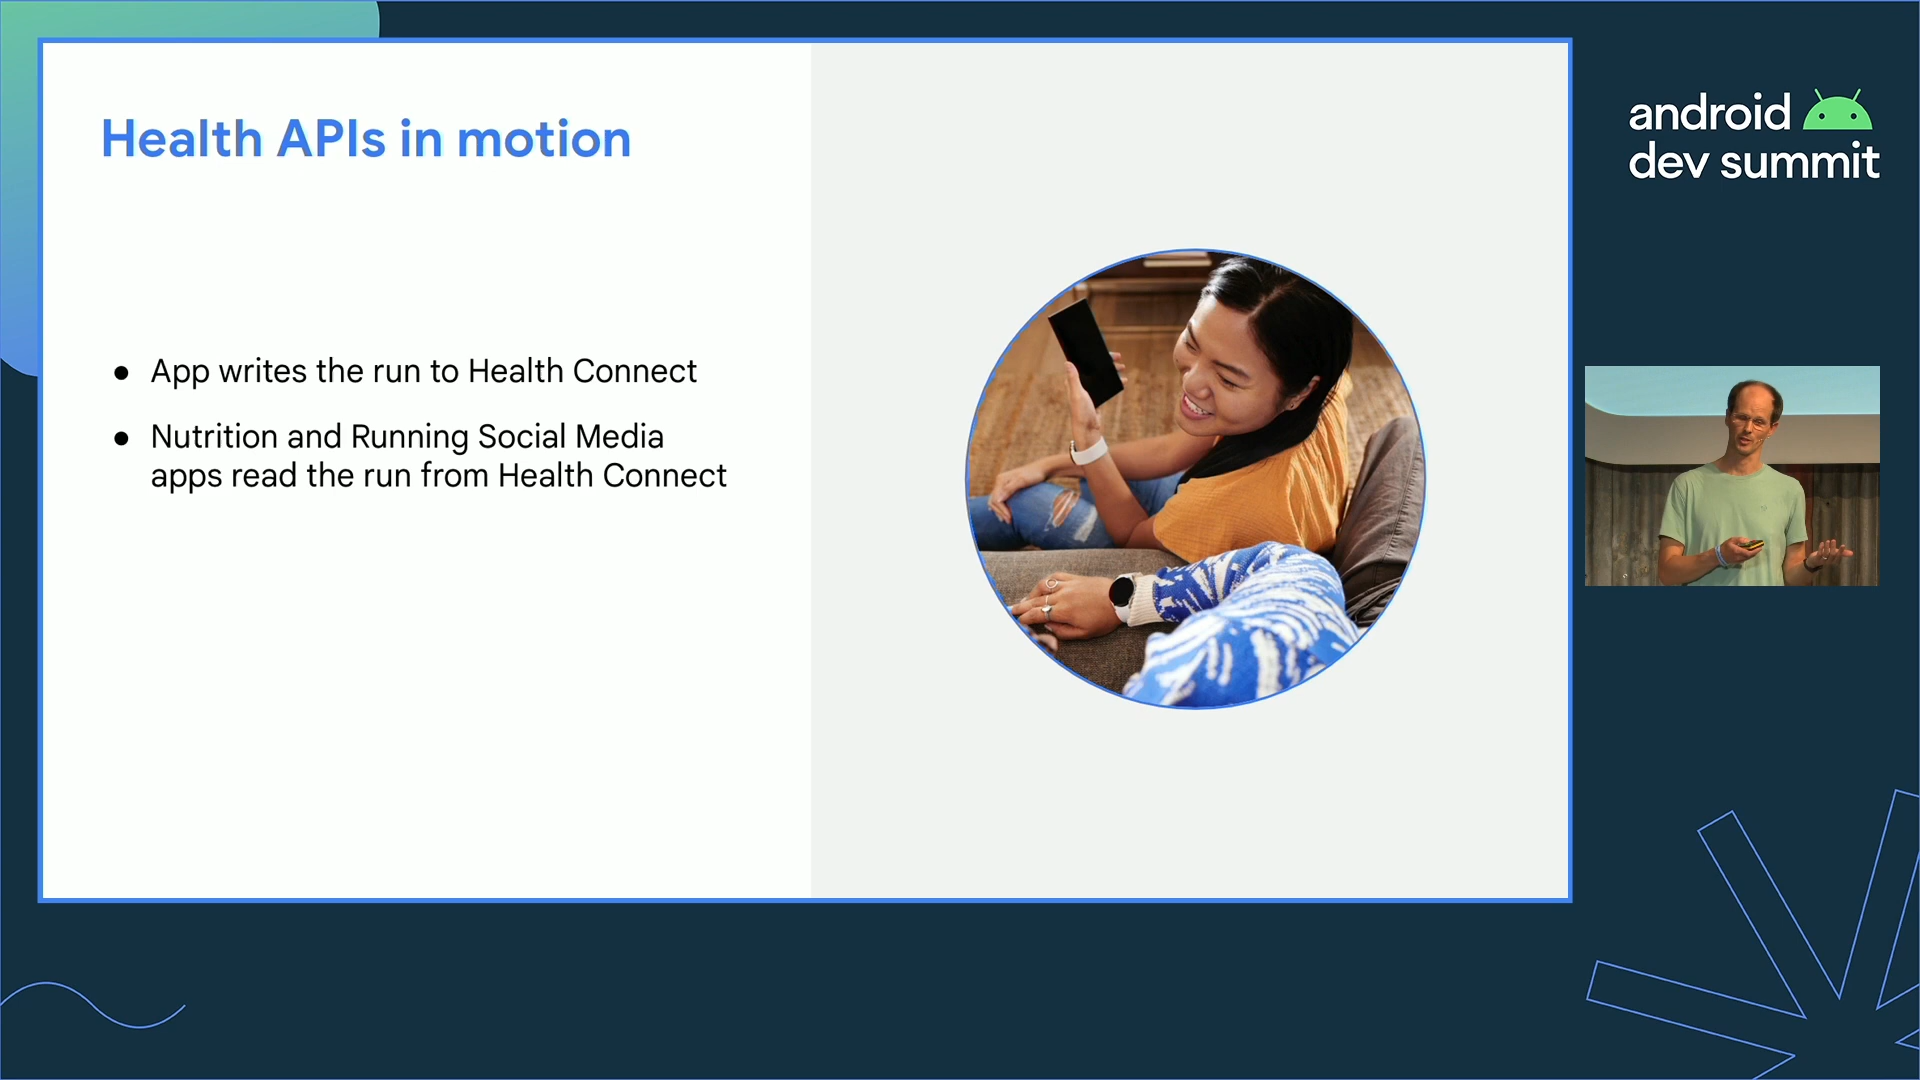 Health APIs in motion
● App writes the run to Health Connect
● Nutrition and Running Social Media
apps read the run from Health Connect
android
dev summit